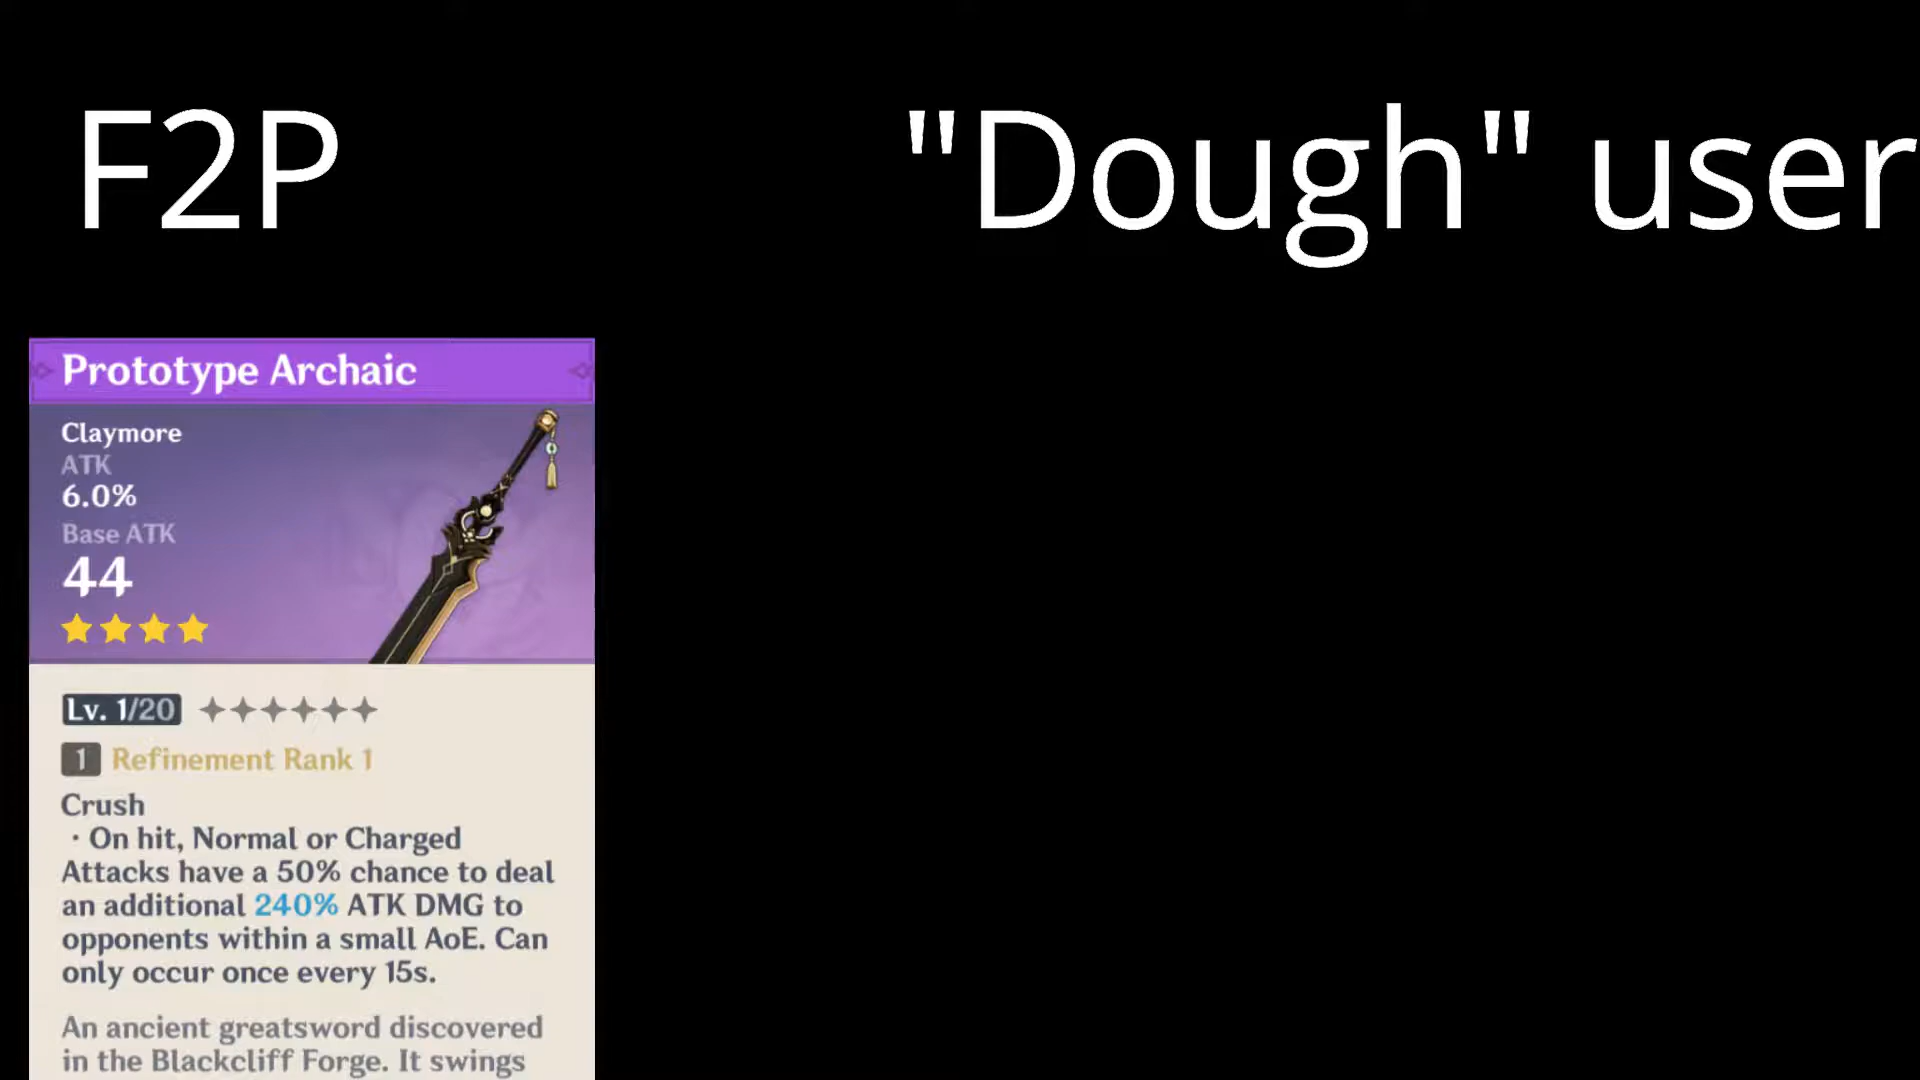 F2P
"Dough" user
Prototype Archaic
Claymore
ATK
6.0%
Base ATK
44
Lv. 1/20
1 Refinement Rank 1
Crush
· On hit, Normal or Charged
Attacks have a 50% chance to deal
an additional 240% ATK DMG to
opponents within a small AoE. Can
only occur once every 15s.
An ancient greatsword discovered
in the Blackcliff Forge. It swings